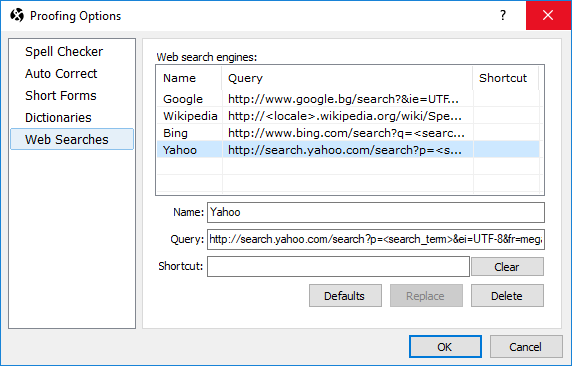 Proofing Options
?
Spell Checker
Auto Correct
Short Forms
Dictionaries
Web Searches
Web search engines:
Name Query Shortcut
Google http://www.google.bg/search?&ie=UTF...
Wikipedia http://<locale>.wikipedia.org/wiki/Spe...
Bing http://www.bing.com/search?q=<searc...
Yahoo http://search.yahoo.com/search?p=<s...
Name: Yahoo
Query: http://search.yahoo.com/search?p=<search_term>&ei=UTF-8&fr=mega
Shortcut: Clear
Defaults Replace Delete
OK Cancel